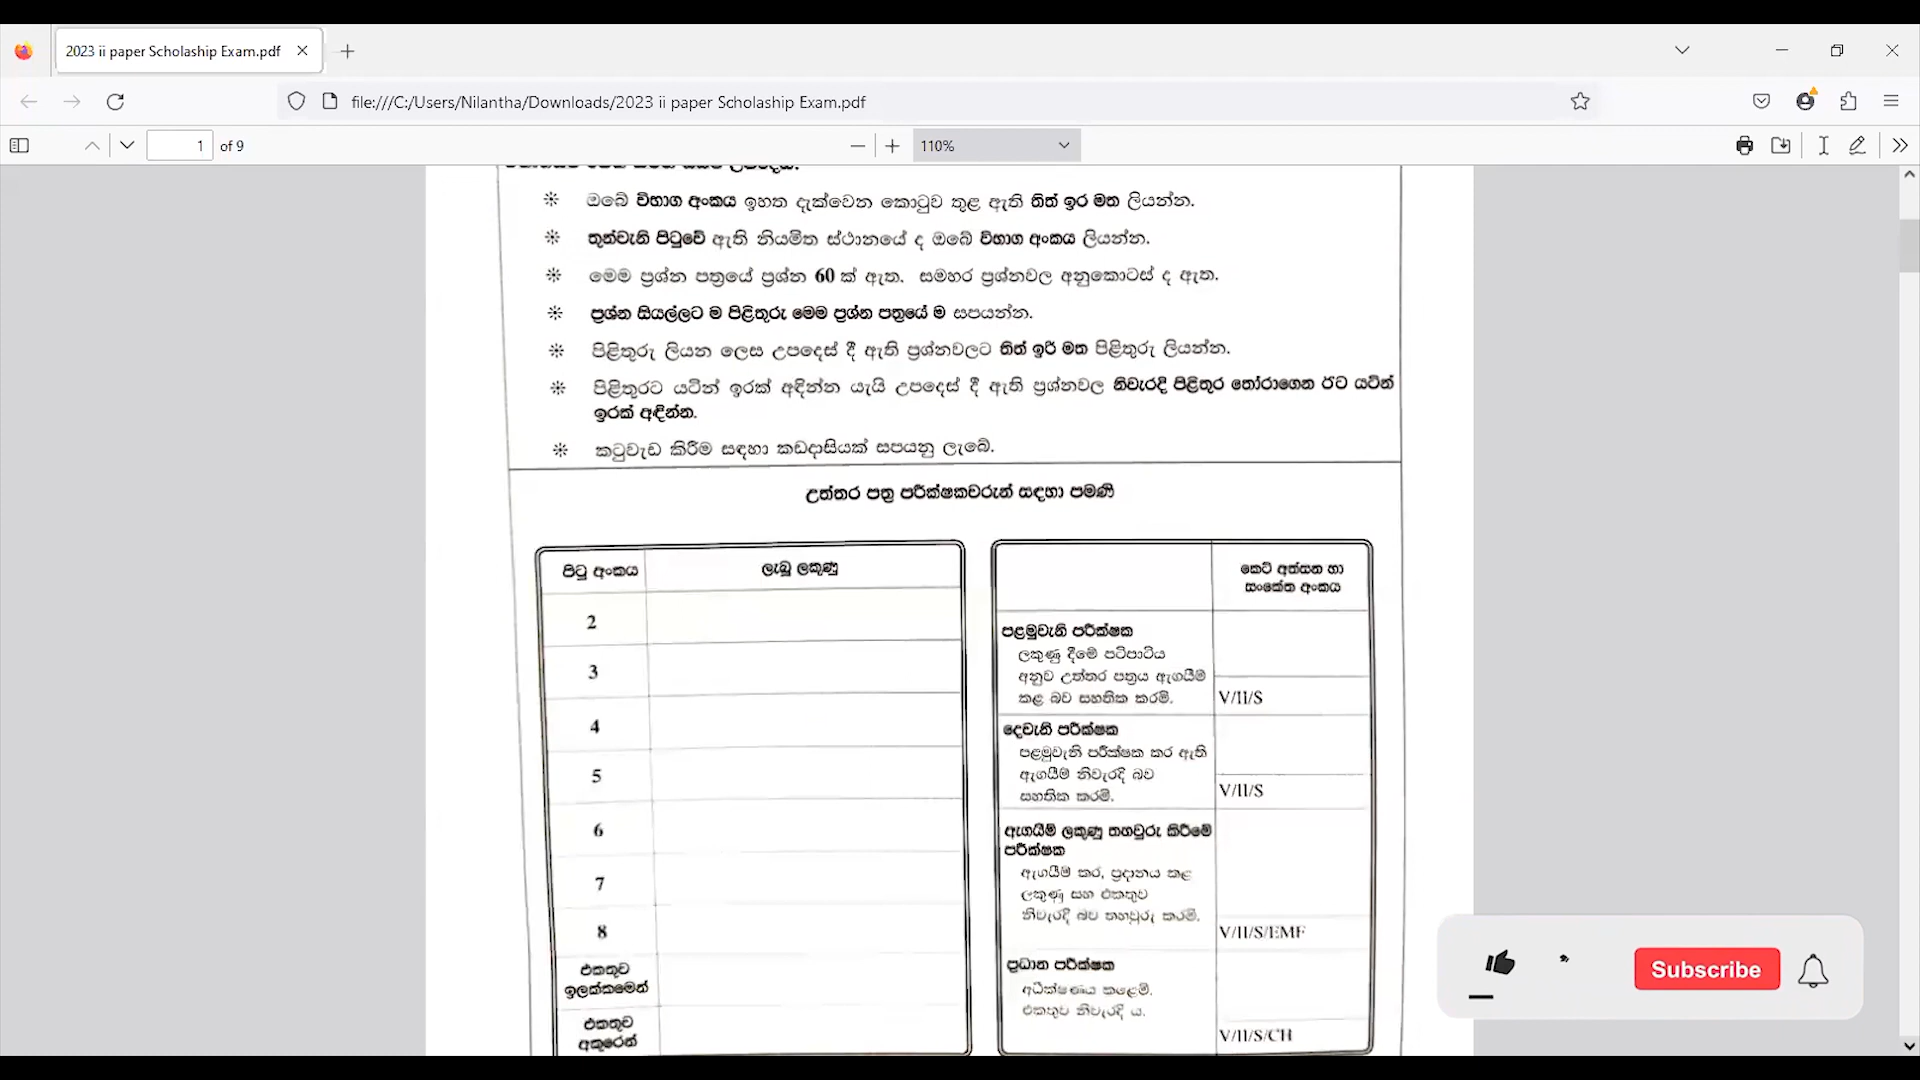 2023 ii paper Scholaship Exam.pdf
file:///C:/Users/Nilantha/Downloads/2023 ii paper Scholaship Exam.pdf
1 of 9
110%
ඔබේ විභාග අංකය ඉහත දැක්වෙන කොටුව තුළ ඇති තිත් ඉර මත ලියන්න.
තුන්වැනි පිටුවේ ඇති නියමිත ස්ථානයේ ද ඔබේ විභාග අංකය ලියන්න.
මෙම ප්‍රශ්න පත්‍රයේ ප්‍රශ්න 60 ක් ඇත. සමහර ප්‍රශ්නවල අනුකොටස් ද ඇත.
ප්‍රශ්න සියල්ලට ම පිළිතුරු මෙම ප්‍රශ්න පත්‍රයේ ම සපයන්න.
පිළිතුරු ලියන ලෙස උපදෙස් දී ඇති ප්‍රශ්නවලට තිත් ඉරි මත පිළිතුරු ලියන්න.
පිළිතුරට යටින් ඉරක් අඳින්න යැයි උපදෙස් දී ඇති ප්‍රශ්නවල නිවැරදි පිළිතුර තෝරාගෙන ඊට යටින්
ඉරක් අඳින්න.
කටුවැඩ කිරීම සඳහා කඩදාසියක් සපයනු ලැබේ.
උත්තර පත්‍ර පරීක්ෂකවරුන් සඳහා පමණි
පිටු අංකය ලැබූ ලකුණු
2
3
4
5
6
7
8
එකතුව
ඉලක්කමෙන්
එකතුව
අකුරෙන්
කෙටි අත්සන හා
සංකේත අංකය
පළමුවැනි පරීක්ෂක
ලකුණු දීමේ පටිපාටිය
අනුව උත්තර පත්‍රය ඇගයීම්
කළ බව සහතික කරමි. V/II/S
දෙවැනි පරීක්ෂක
පළමුවැනි පරීක්ෂක කර ඇති
ඇගයීම් නිවැරදි බව
සහතික කරමි. V/II/S
ඇගයීම් ලකුණු තහවුරු කිරීමේ
පරීක්ෂක
ඇගයීම් කර, ප්‍රදානය කළ
ලකුණු සහ එකතුව
නිවැරදි බව තහවුරු කරමි.
V/II/S/EMF
ප්‍රධාන පරීක්ෂක
අධීක්ෂණය කළෙමි.
එකතුව නිවැරදි ය.
V/II/S/CH
Subscribe